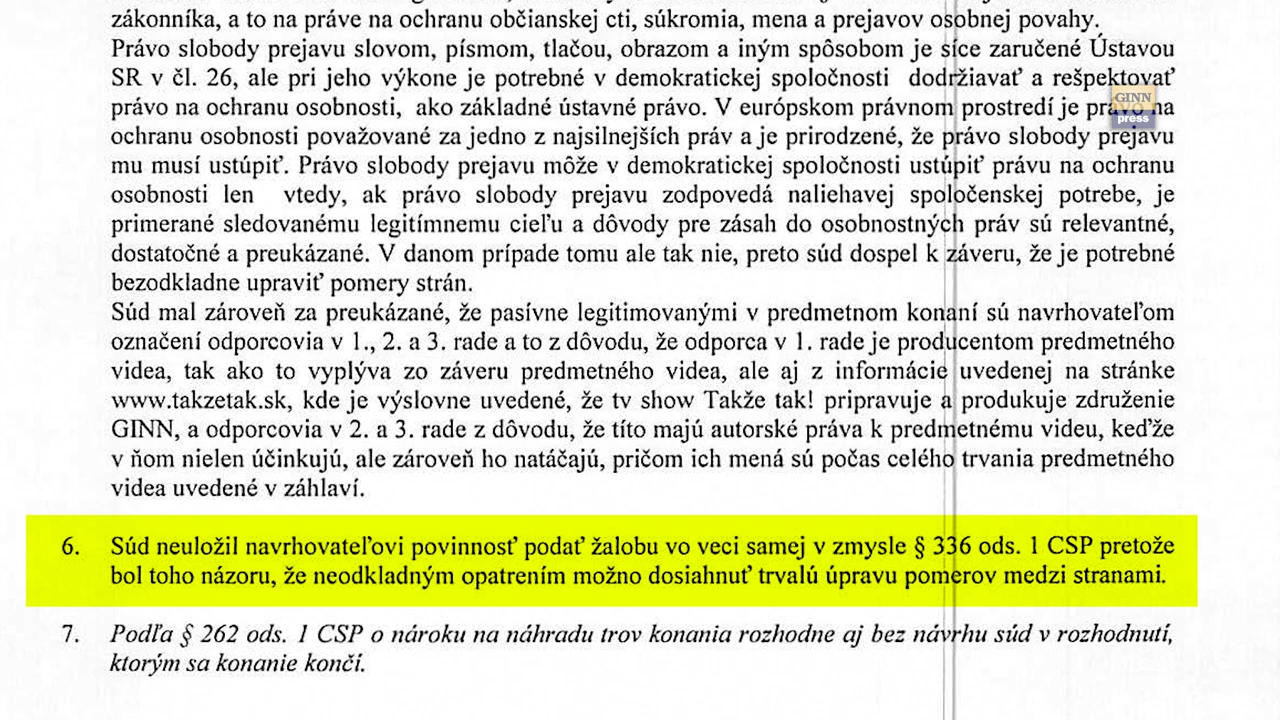 zákonníka, a to na práve na ochranu občianskej cti, súkromia, mena a prejavov osobnej povahy.
Právo slobody prejavu slovom, písmom, tlačou, obrazom a iným spôsobom je síce zaručené Ústavou
SR v čl. 26, ale pri jeho výkone je potrebné v demokratickej spoločnosti dodržiavať a rešpektovať
právo na ochranu osobnosti, ako základné ústavné právo. V európskom právnom prostredí je právo na
ochranu osobnosti považované za jedno z najsilnejších práv a je prirodzené, že právo slobody prejavu
mu musí ustúpiť. Právo slobody prejavu môže v demokratickej spoločnosti ustúpiť právu na ochranu
osobnosti len vtedy, ak právo slobody prejavu zodpovedá naliehavej spoločenskej potrebe, je
primerané sledovanému legitímnemu cieľu a dôvody pre zásah do osobnostných práv sú relevantné,
dostatočné a preukázané. V danom prípade tomu ale tak nie, preto súd dospel k záveru, že je potrebné
bezodkladne upraviť pomery strán.
Súd mal zároveň za preukázané, že pasívne legitimovanými v predmetnom konaní sú navrhovateľom
označení odporcovia v 1., 2. a 3. rade a to z dôvodu, že odporca v 1. rade je producentom predmetného
videa, tak ako to vyplýva zo záveru predmetného videa, ale aj z informácie uvedenej na stránke
www.takzetak.sk, kde je výslovne uvedené, že tv show Takže tak! pripravuje a produkuje združenie
GINN, a odporcovia v 2. a 3. rade z dôvodu, že títo majú autorské práva k predmetnému videu, keďže
v ňom nielen účinkujú, ale zároveň ho natáčajú, pričom ich mená sú počas celého trvania predmetného
videa uvedené v záhlaví.
6. Súd neuložil navrhovateľovi povinnosť podať žalobu vo veci samej v zmysle § 336 ods. 1 CSP pretože
bol toho názoru, že neodkladným opatrením možno dosiahnuť trvalú úpravu pomerov medzi stranami.
7. Podľa § 262 ods. 1 CSP o nároku na náhradu trov konania rozhodne aj bez návrhu súd v rozhodnutí,
ktorým sa konanie končí.
GINN
press